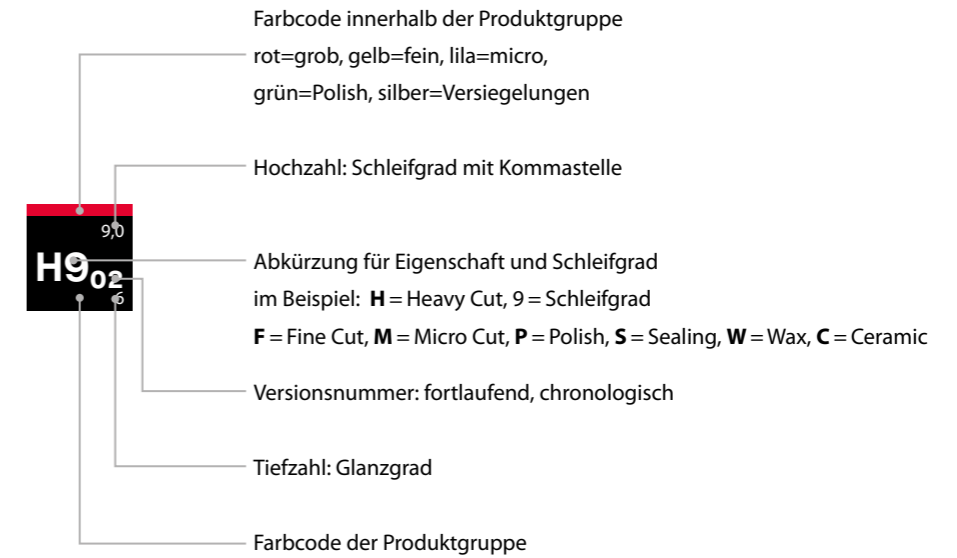 Farbcode innerhalb der Produktgruppe
rot=grob, gelb=fein, lila=micro,
grün=Polish, silber=Versiegelungen
Hochzahl: Schleifgrad mit Kommastelle
9,0
H902
6
Abkürzung für Eigenschaft und Schleifgrad
im Beispiel: H = Heavy Cut, 9 = Schleifgrad
F = Fine Cut, M = Micro Cut, P = Polish, S = Sealing, W = Wax, C = Ceramic
Versionsnummer: fortlaufend, chronologisch
Tiefzahl: Glanzgrad
Farbcode der Produktgruppe